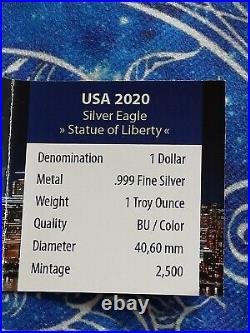 USA 2020
Silver Eagle
» Statue of Liberty «
Denomination 1 Dollar
Metal .999 Fine Silver
Weight 1 Troy Ounce
Quality BU / Color
Diameter 40,60 mm
Mintage 2,500